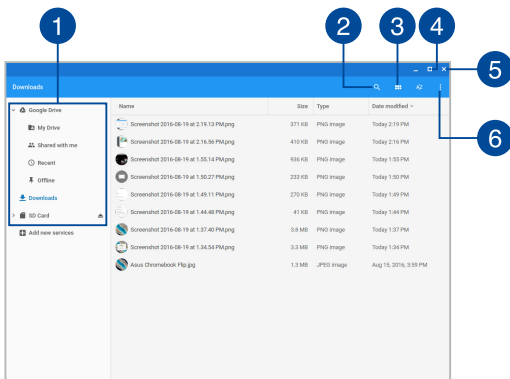 1 2 3 4
5
Downloads AZ
6
Google Drive
My Drive
Shared with me
Recent
Offline
Downloads
SD Card
Add new services
Name Size Type Date modified
Screenshot 2016-08-19 at 2.19.13 PM.png 371 KB PNG image Today 2:19 PM
Screenshot 2016-08-19 at 2.16.56 PM.png 410 KB PNG image Today 2:16 PM
Screenshot 2016-08-19 at 1.55.14 PM.png 936 KB PNG image Today 1:55 PM
Screenshot 2016-08-19 at 1.50.27 PM.png 233 KB PNG image Today 1:50 PM
Screenshot 2016-08-19 at 1.49.11 PM.png 270 KB PNG image Today 1:49 PM
Screenshot 2016-08-19 at 1.44.48 PM.png 41 KB PNG image Today 1:44 PM
Screenshot 2016-08-19 at 1.37.40 PM.png 3.8 MB PNG image Today 1:37 PM
Screenshot 2016-08-19 at 1.34.54 PM.png 3.3 MB PNG image Today 1:34 PM
Asus Chromebook Flip.jpg 1.3 MB JPEG image Aug 15, 2016, 3:59 PM